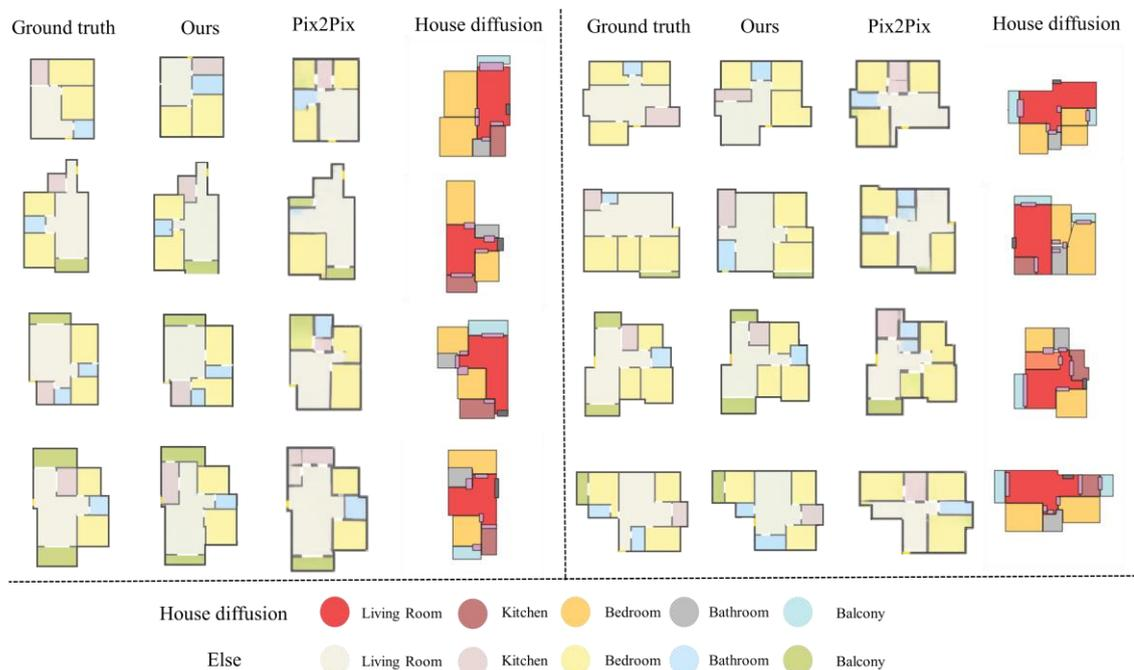 Ground truth Ours Pix2Pix House diffusion Ground truth Ours Pix2Pix House diffusion
House diffusion Living Room Kitchen Bedroom Bathroom Balcony
Else Living Room Kitchen Bedroom Bathroom Balcony